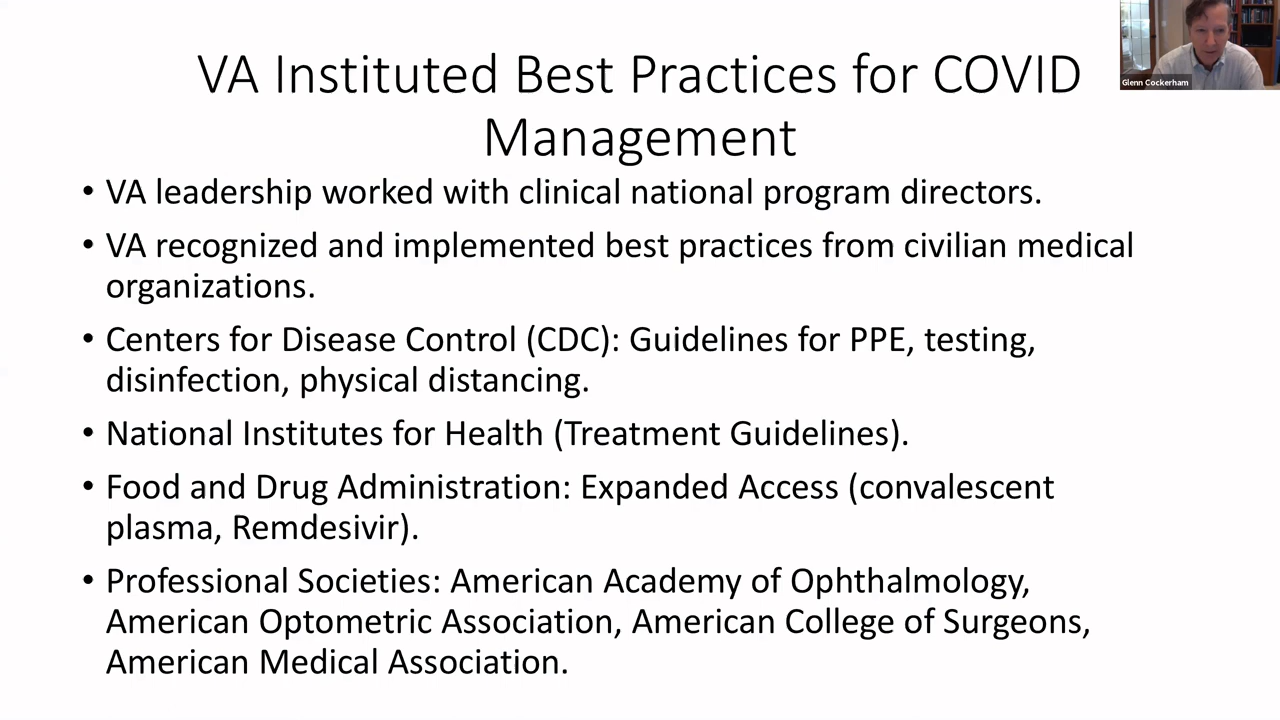 VA Instituted Best Practices for COVID
Management
Glenn Cockerham
• VA leadership worked with clinical national program directors.
• VA recognized and implemented best practices from civilian medical
organizations.
• Centers for Disease Control (CDC): Guidelines for PPE, testing,
disinfection, physical distancing.
• National Institutes for Health (Treatment Guidelines).
• Food and Drug Administration: Expanded Access (convalescent
plasma, Remdesivir).
• Professional Societies: American Academy of Ophthalmology,
American Optometric Association, American College of Surgeons,
American Medical Association.